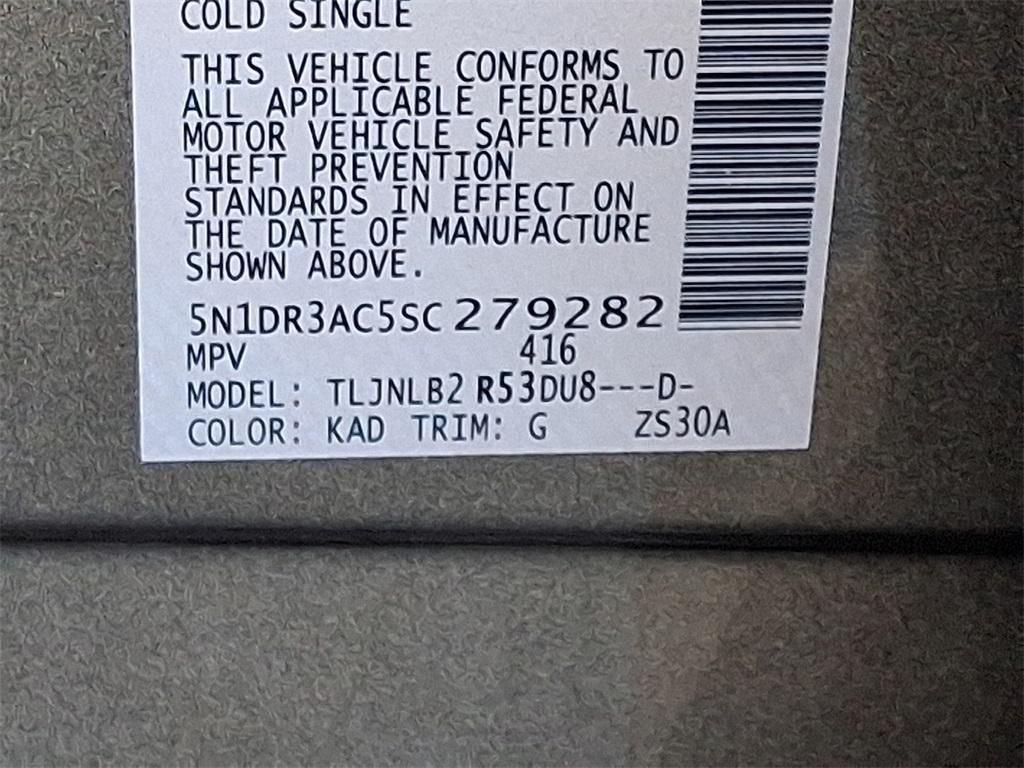 COLD SINGLE
THIS VEHICLE CONFORMS TO
ALL APPLICABLE FEDERAL
MOTOR VEHICLE SAFETY AND
THEFT PREVENTION
STANDARDS IN EFFECT ON
THE DATE OF MANUFACTURE
SHOWN ABOVE.
5N1DR3AC5SC279282
MPV 416
MODEL: TLJNLB2 R53DU8---D-
COLOR: KAD TRIM: G ZS30A